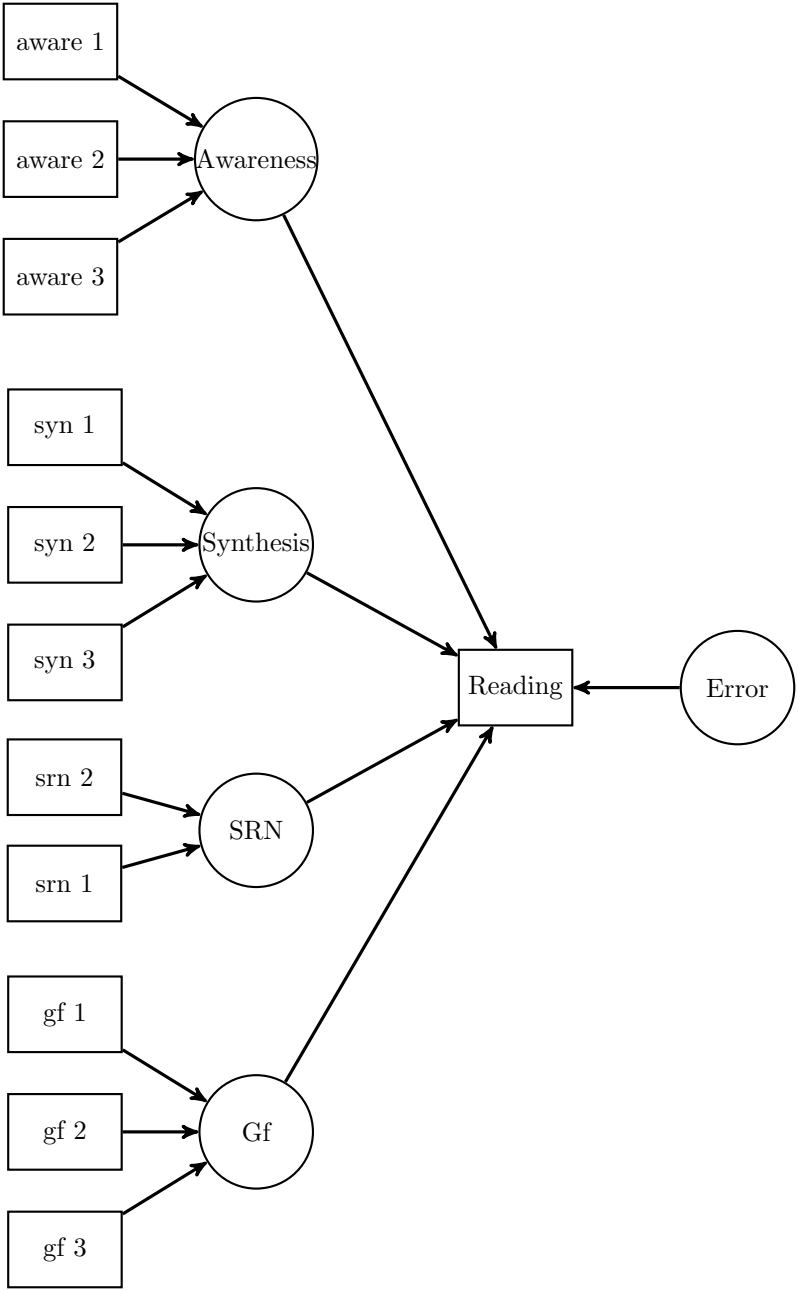 aware 1
Awareness
aware 2
aware 3
syn 1
Synthesis
syn 2
syn 3
Reading
Error
srn 2
SRN
srn 1
gf 1
Gf
gf 2
gf 3